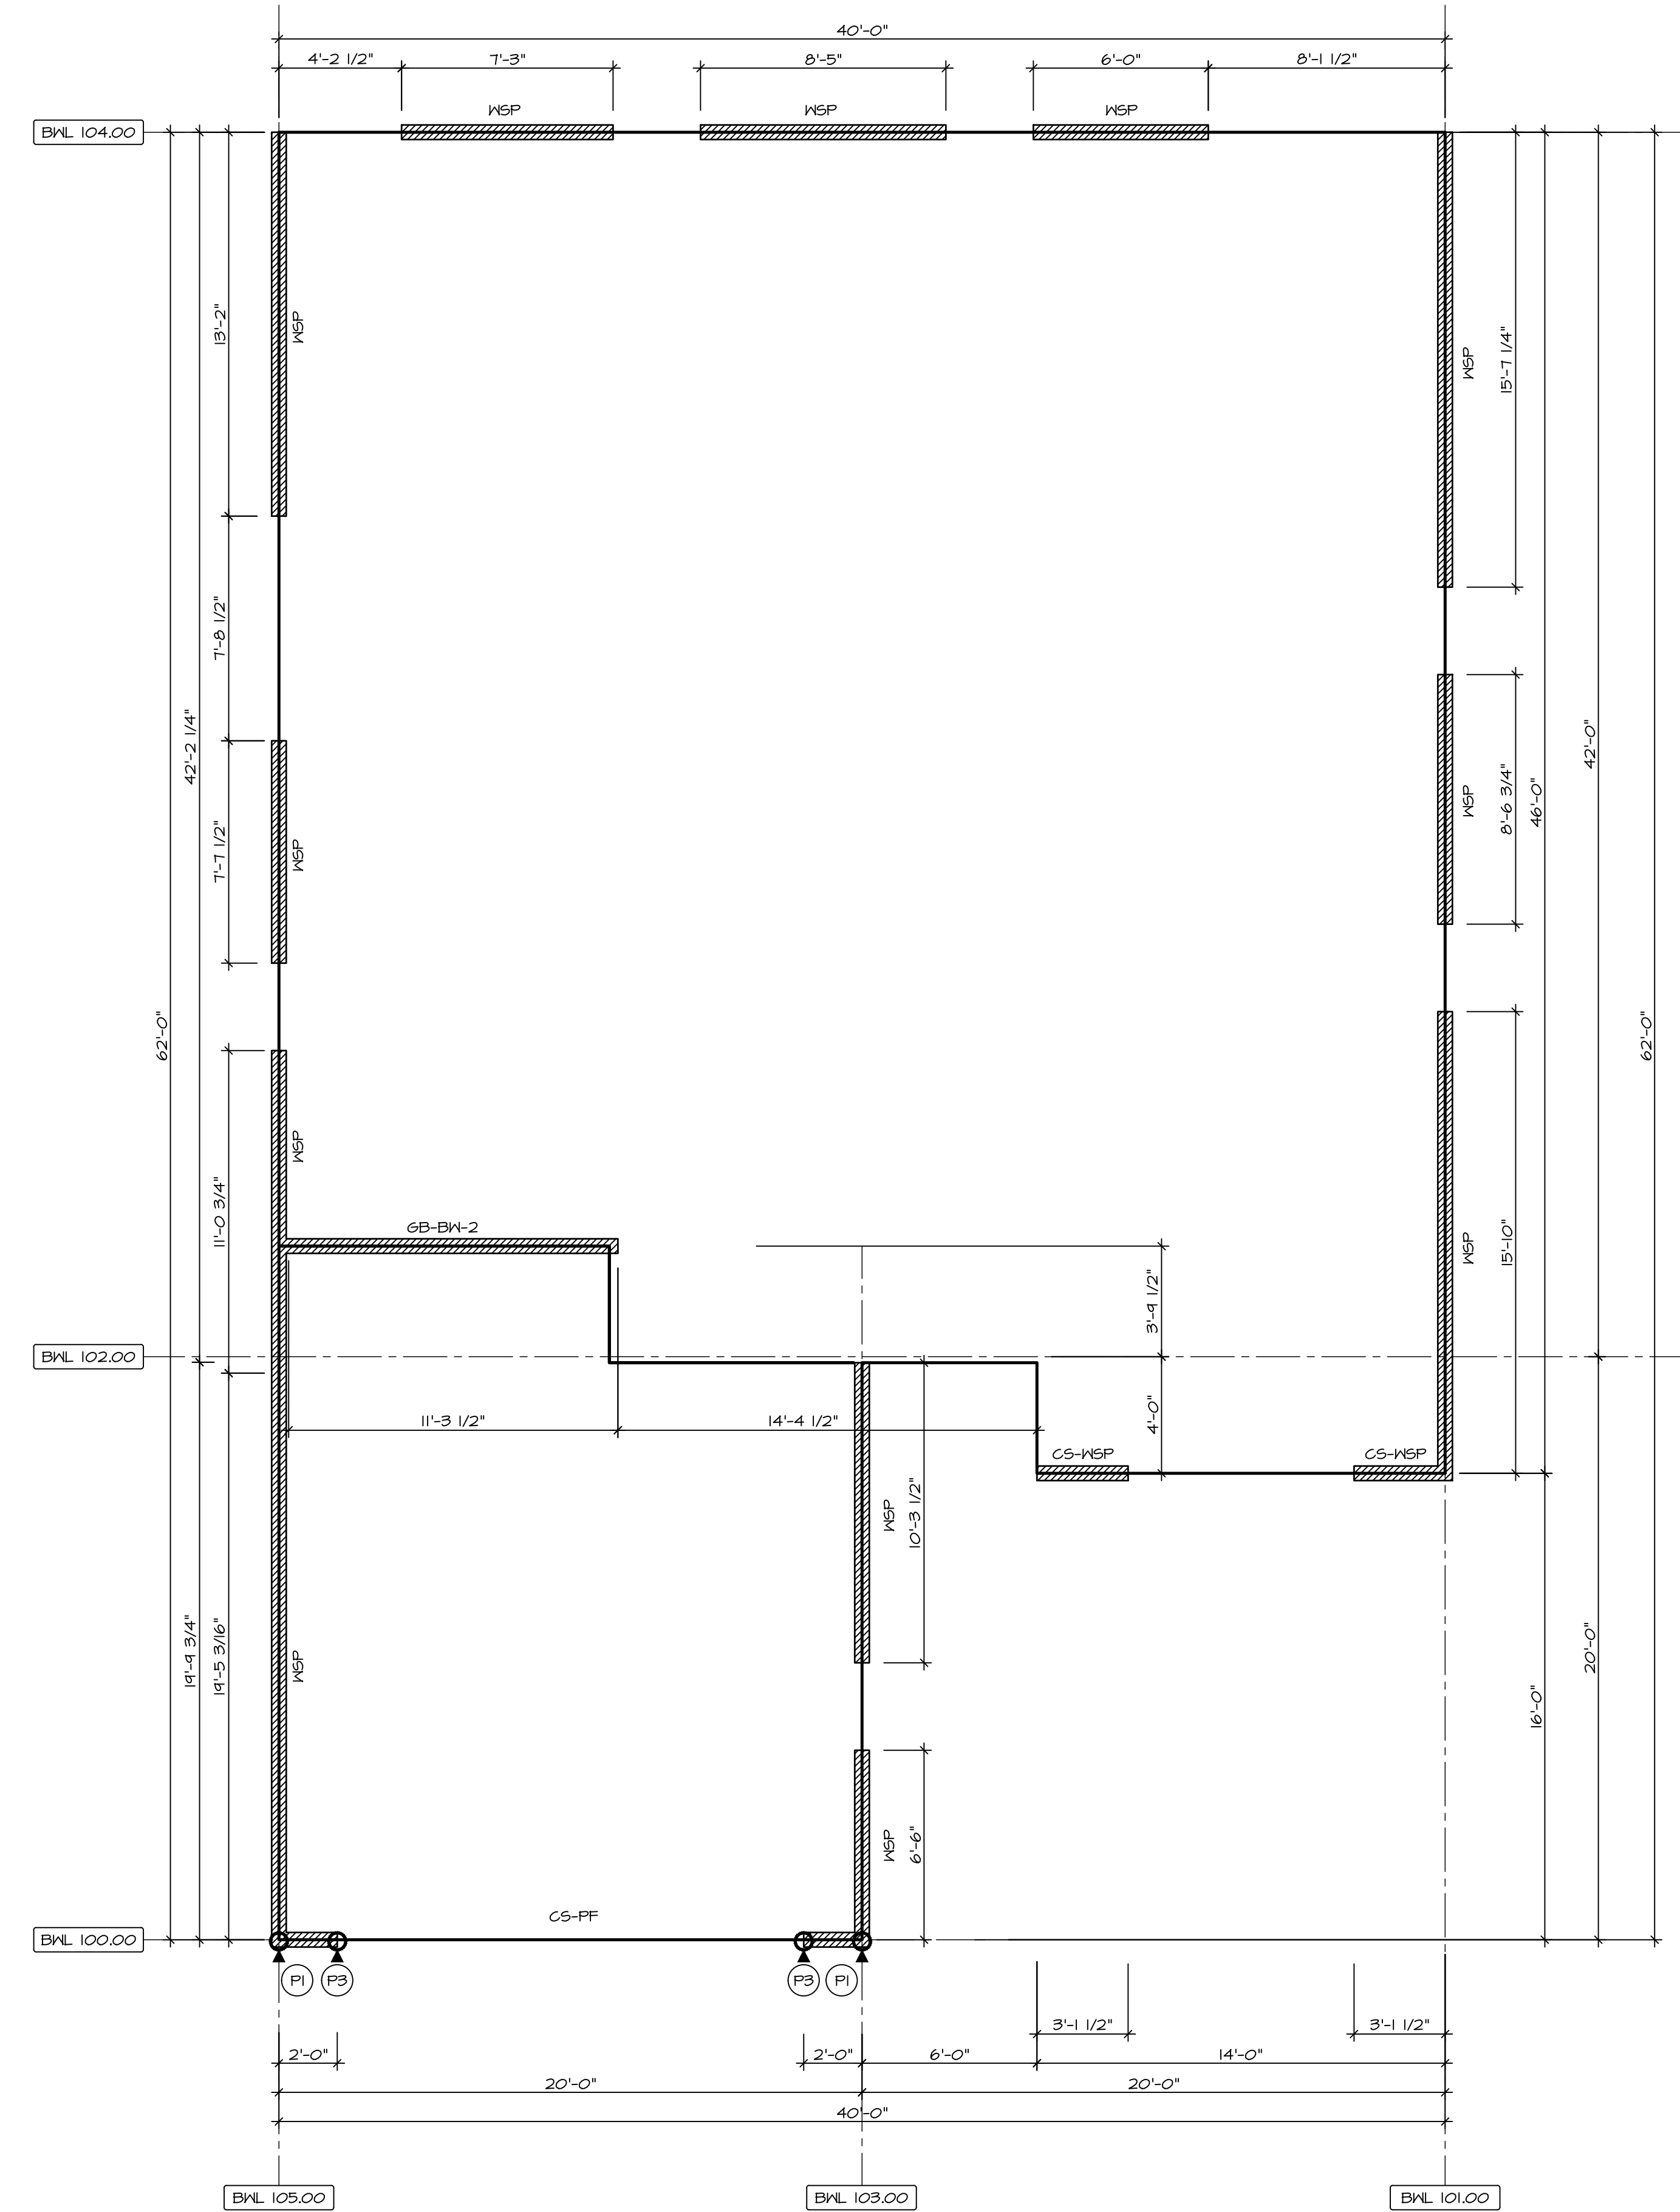 40'-0"
4'-2 1/2"
7'-3"
8'-5"
6'-0"
8'-1 1/2"
WSP
WSP
WSP
BWL 104.00
13'-2"
WSP
15'-7 1/4"
WSP
7'-8 1/2"
42'-2 1/4"
42'-0"
7'-7 1/2"
WSP
WSP
8'-6 3/4"
46'-0"
62'-0"
62'-0"
WSP
11'-0 3/4"
GB-BW-2
WSP
15'-10"
3'-9 1/2"
BWL 102.00
11'-3 1/2"
14'-4 1/2"
4'-0"
CS-WSP
CS-WSP
WSP
10'-3 1/2"
19'-9 3/4"
19'-5 3/16"
WSP
20'-0"
16'-0"
WSP
6'-6"
CS-PF
BWL 100.00
P1
P3
P3
P1
3'-1 1/2"
3'-1 1/2"
2'-0"
2'-0"
6'-0"
14'-0"
20'-0"
20'-0"
40'-0"
BWL 105.00
BWL 103.00
BWL 101.00